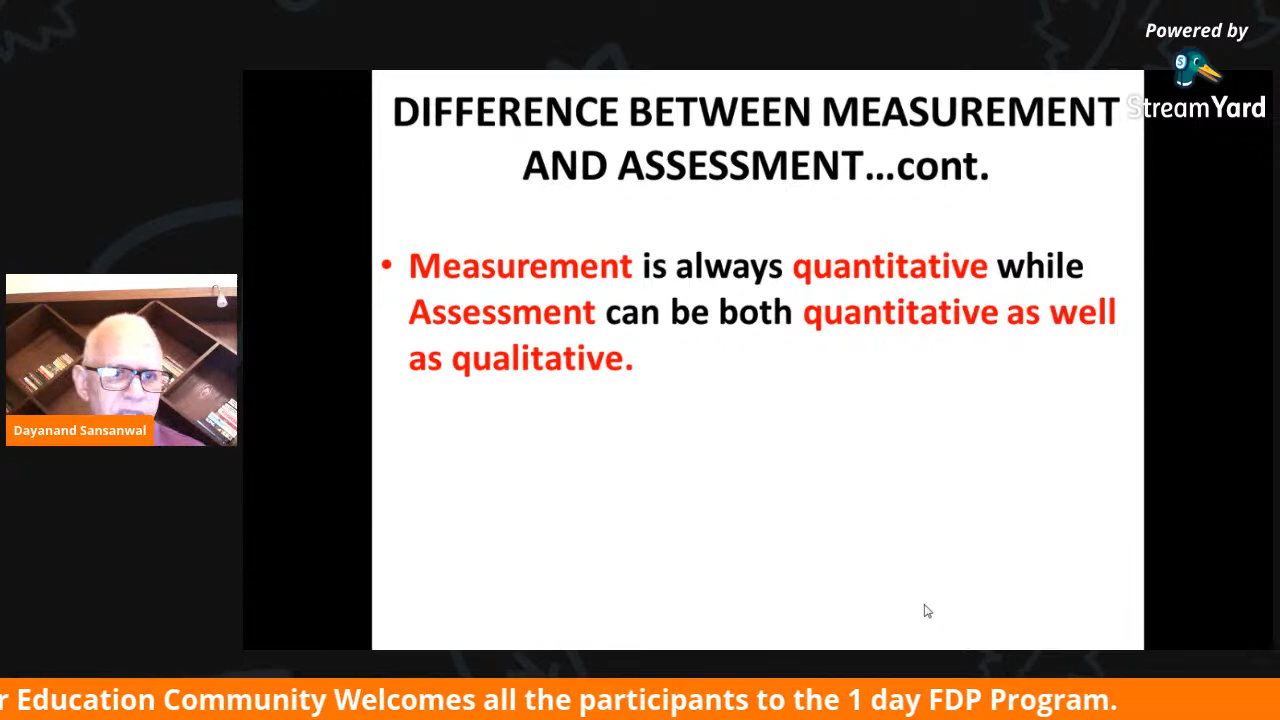 Powered by
StreamYard
DIFFERENCE BETWEEN MEASUREMENT
AND ASSESSMENT...cont.
• Measurement is always quantitative while
Assessment can be both quantitative as well
as qualitative.
Dayanand Sansanwal
r Education Community Welcomes all the participants to the 1 day FDP Program.